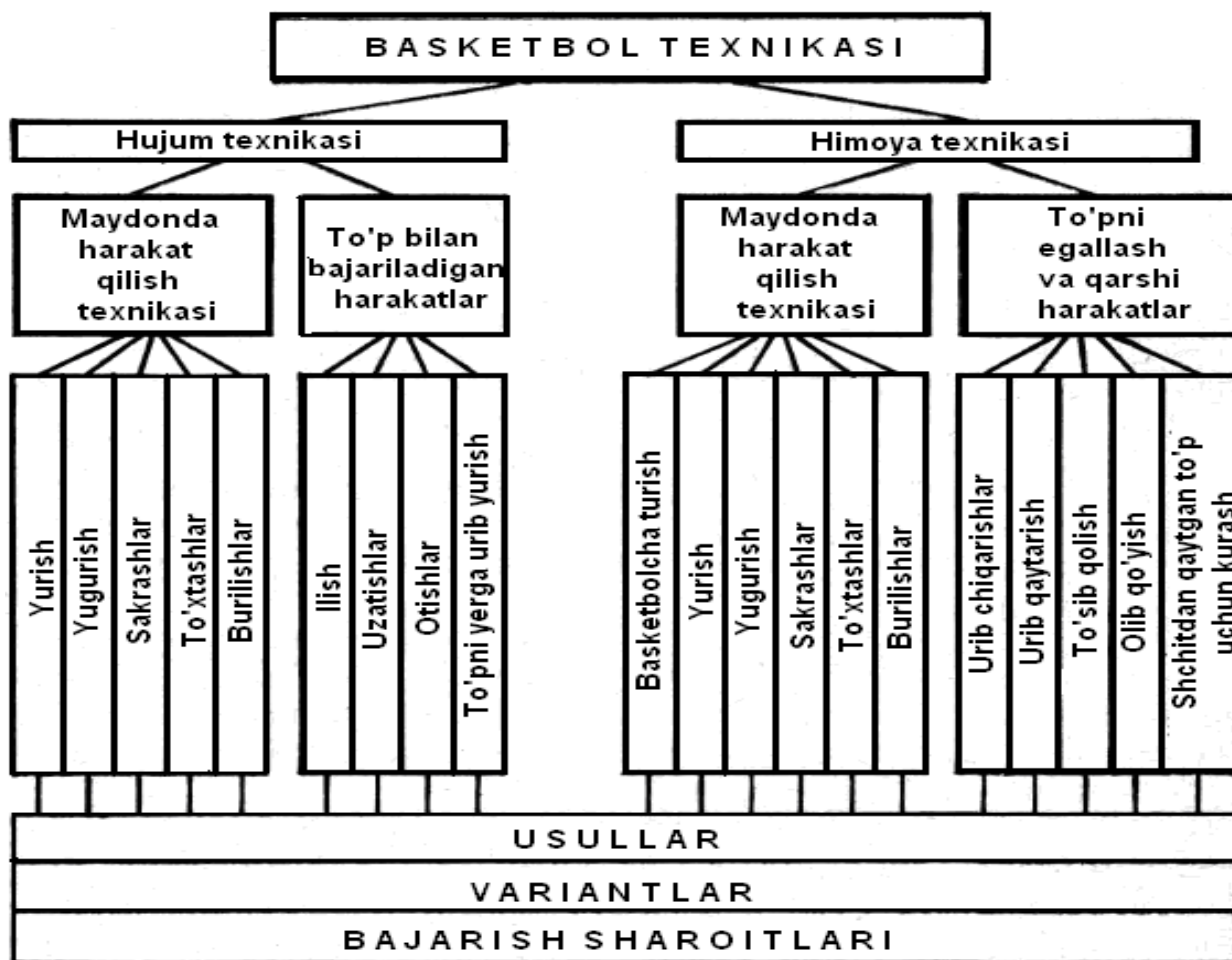 BASKETBOL TEXNIKASI
Hujum texnikasi
Himoya texnikasi
Maydonda
harakat
qilish
texnikasi
To'p bilan
bajariladigan
harakatlar
Maydonda
harakat
qilish
texnikasi
To'pni
egallash
va qarshi
harakatlar
Yurish
Yugurish
Sakrashlar
To'xtashlar
Burilishlar
Ilish
Uzatishlar
Otishlar
To'pni yerga urib yurish
Basketbolcha turish
Yurish
Yugurish
Sakrashlar
To'xtashlar
Burilishlar
Urib chiqarishlar
Urib qaytarish
To'sib qolish
Olib qo'yish
Shchitdan qaytgan to'p
uchun kurash
USULLAR
VARIANTLAR
BAJARISH SHAROITLARI